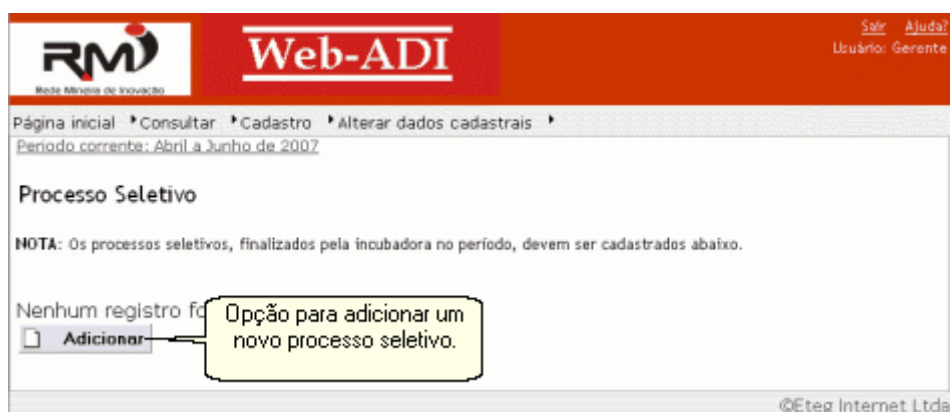 RMI
Rede Mineira de Inovação
Web-ADI
Sair Ajuda?
Usuário: Gerente
Página inicial Consultar Cadastro Alterar dados cadastrais
Período corrente: Abril a Junho de 2007
Processo Seletivo
NOTA: Os processos seletivos, finalizados pela incubadora no período, devem ser cadastrados abaixo.
Nenhum registro fo
Adicionar
Opção para adicionar um
novo processo seletivo.
©Eteg Internet Ltda